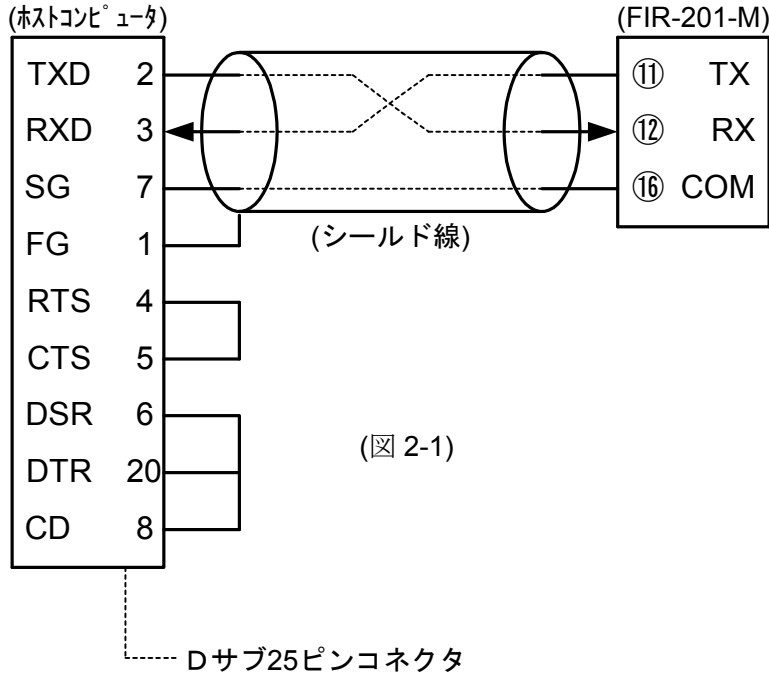 (ﾎｽﾄｺﾝﾋﾟｭｰﾀ)
(FIR-201-M)
TXD 2
⑪ TX
RXD 3
⑫ RX
SG 7
⑯ COM
FG 1
(シールド線)
RTS 4
CTS 5
DSR 6
(図 2-1)
DTR 20
CD 8
Dサブ25ピンコネクタ